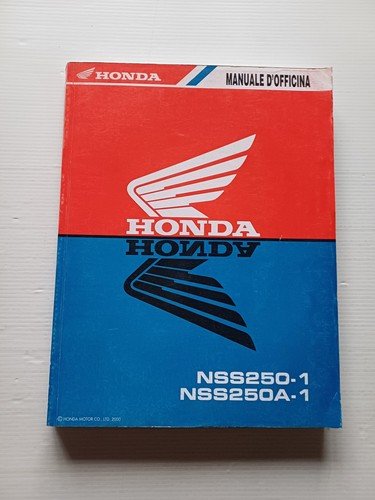 HONDA
MANUALE D'OFFICINA
HONDA
HONDA
NSS250-1
NSS250A-1
© HONDA MOTOR CO., LTD. 2000